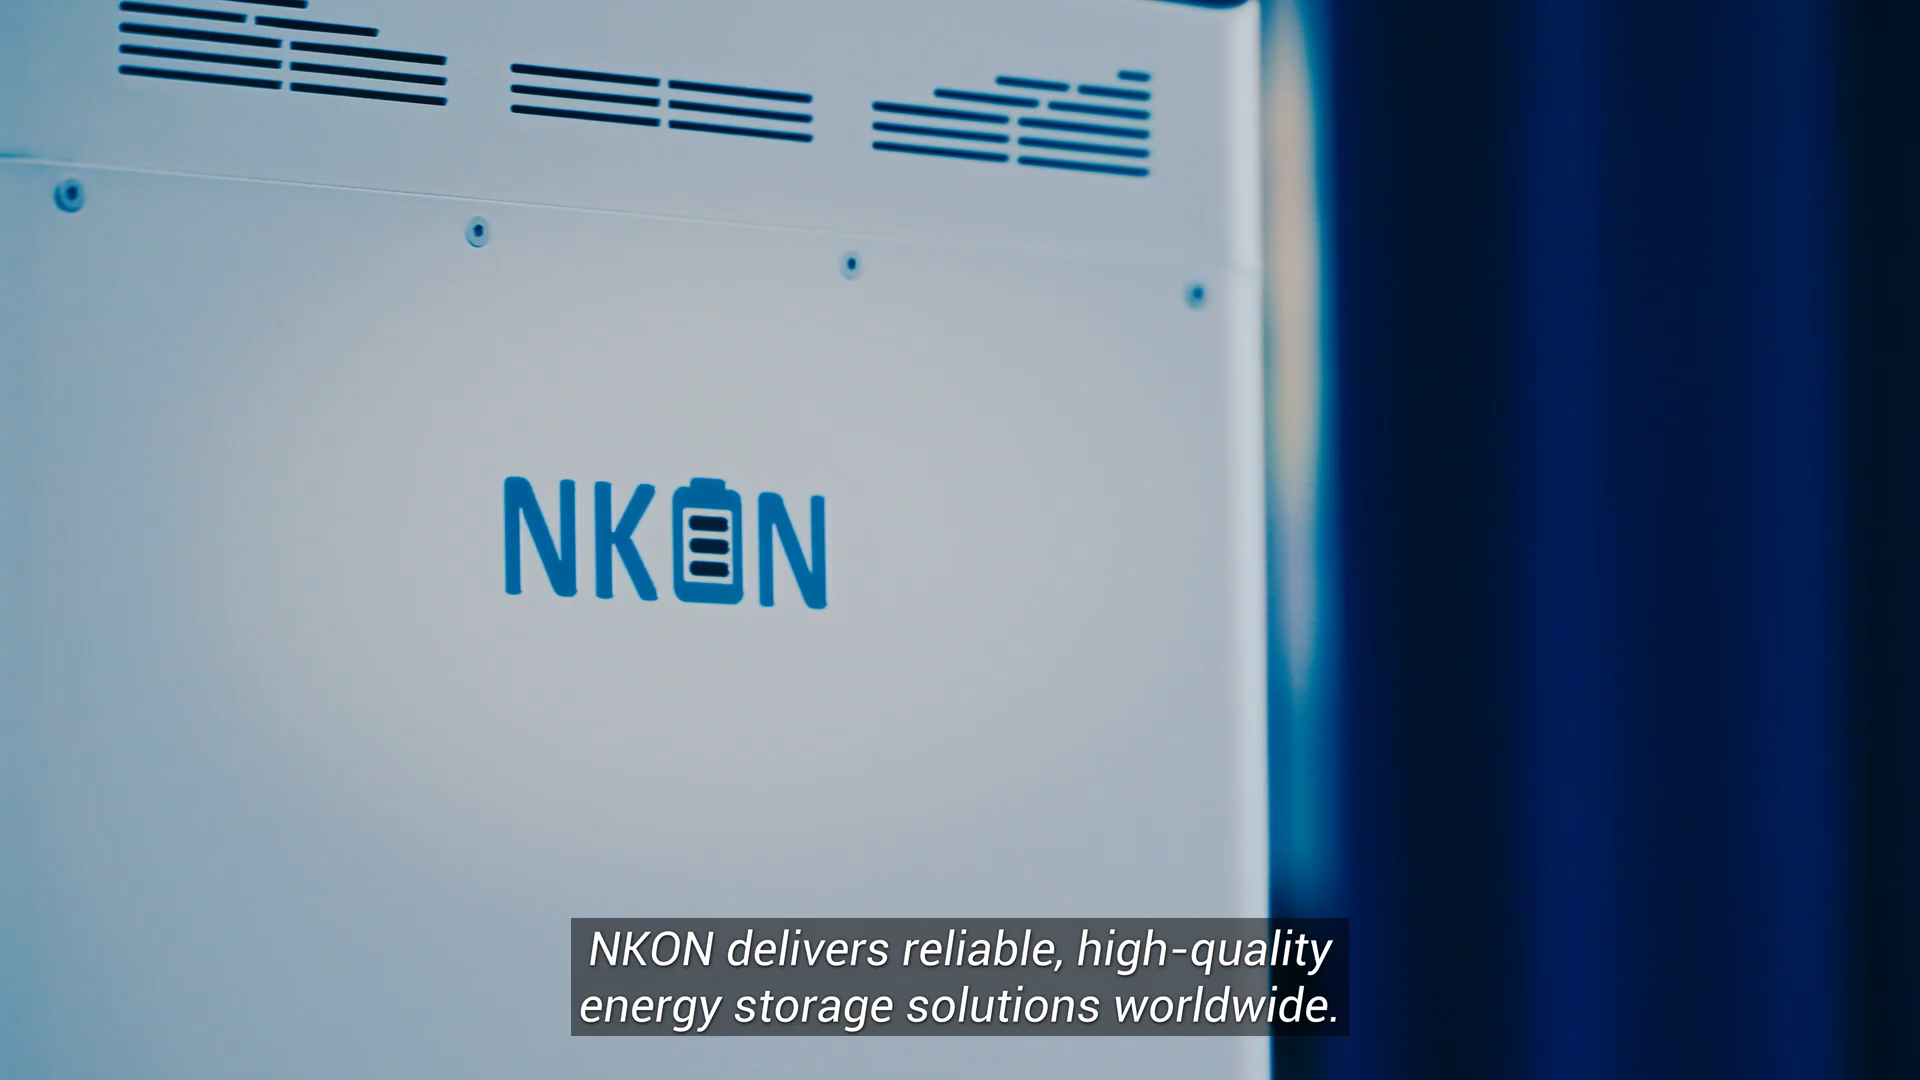 NKON
NKON delivers reliable, high-quality
energy storage solutions worldwide.